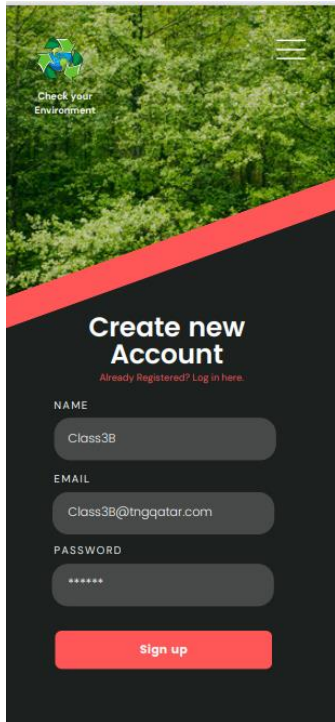 Check your
Environment
Create new
Account
Already Registered? Log in here.
NAME
Class3B
EMAIL
Class3B@tngqatar.com
PASSWORD
******
Sign up